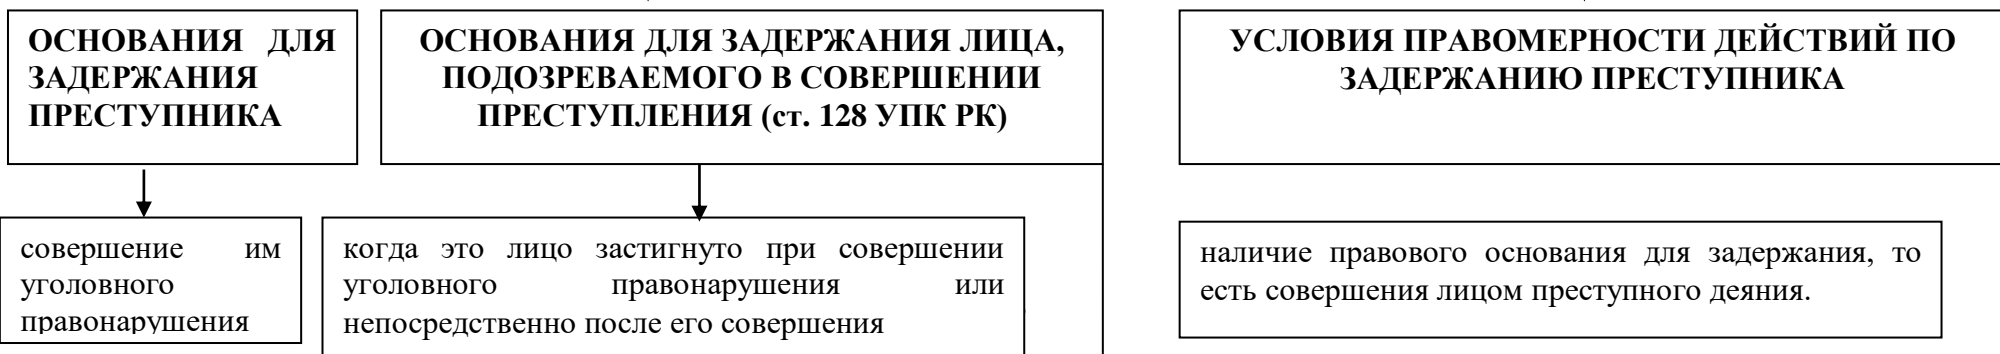 ОСНОВАНИЯ ДЛЯ
ЗАДЕРЖАНИЯ
ПРЕСТУПНИКА
ОСНОВАНИЯ ДЛЯ ЗАДЕРЖАНИЯ ЛИЦА,
ПОДОЗРЕВАЕМОГО В СОВЕРШЕНИИ
ПРЕСТУПЛЕНИЯ (ст. 128 УПК РК)
УСЛОВИЯ ПРАВОМЕРНОСТИ ДЕЙСТВИЙ ПО
ЗАДЕРЖАНИЮ ПРЕСТУПНИКА
совершение им
уголовного
правонарушения
когда это лицо застигнуто при совершении
уголовного правонарушения или
непосредственно после его совершения
наличие правового основания для задержания, то
есть совершения лицом преступного деяния.